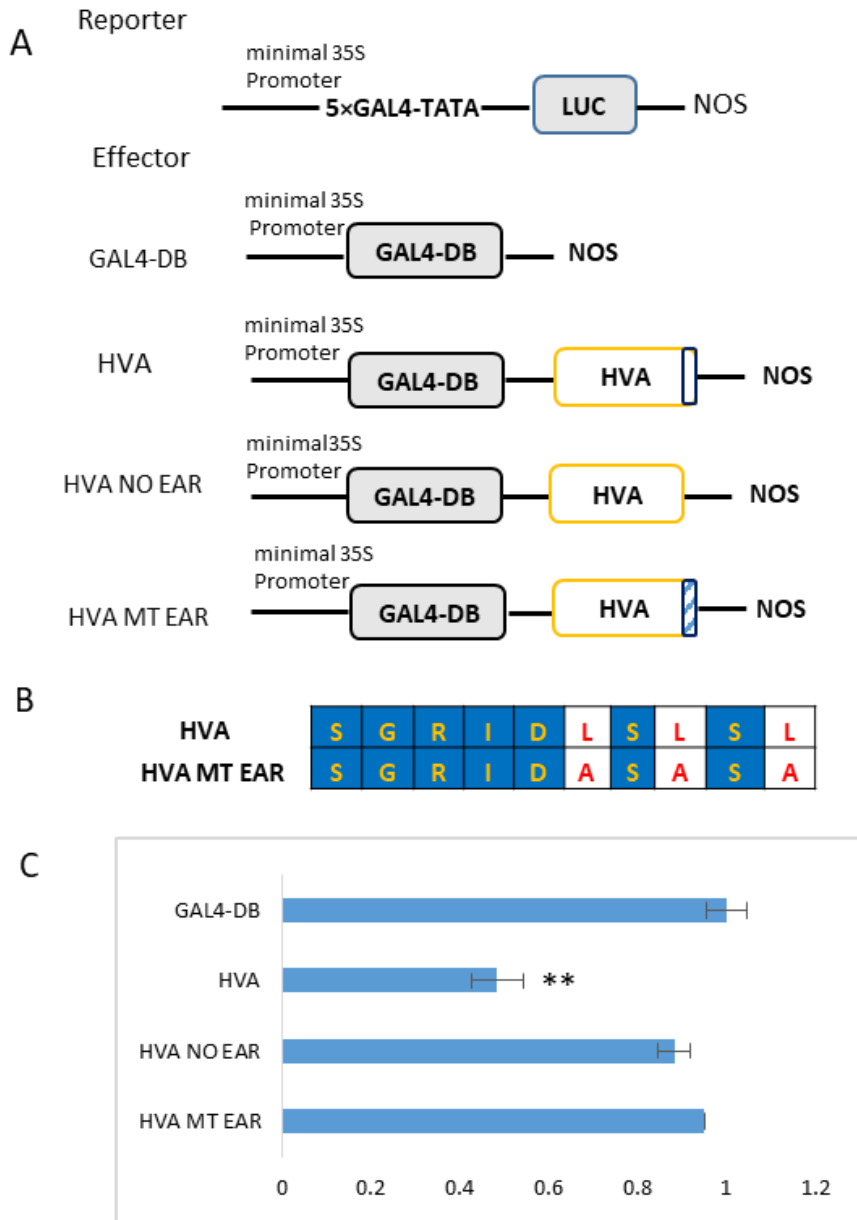 A
Reporter
minimal 35S
Promoter
5×GAL4-TATA LUC NOS
Effector
minimal 35S
Promoter
GAL4-DB GAL4-DB NOS
minimal 35S
Promoter
HVA GAL4-DB HVA NOS
minimal35S
Promoter
HVA NO EAR GAL4-DB HVA NOS
minimal 35S
Promoter
HVA MT EAR GAL4-DB HVA NOS
B
HVA S G R I D L S L S L
HVA MT EAR S G R I D A S A S A
C
GAL4-DB
HVA **
HVA NO EAR
HVA MT EAR
0 0.2 0.4 0.6 0.8 1 1.2